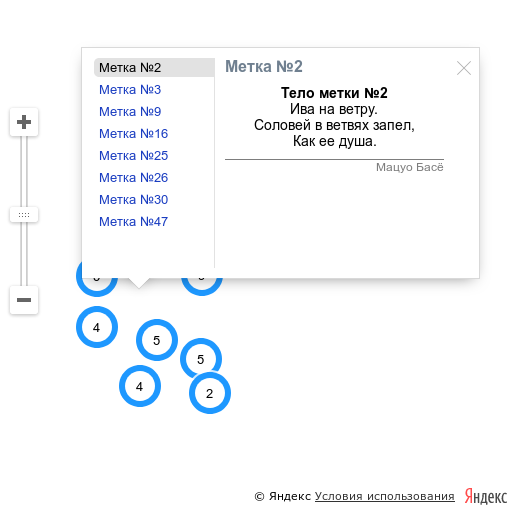 Метка №2
Метка №3
Метка №9
Метка №16
Метка №25
Метка №26
Метка №30
Метка №47
Метка №2
Тело метки №2
Ива на ветру.
Соловей в ветвях запел,
Как ее душа.
Мацуо Басё
4
5
5
4
2
© Яндекс Условия использования
Яндекс